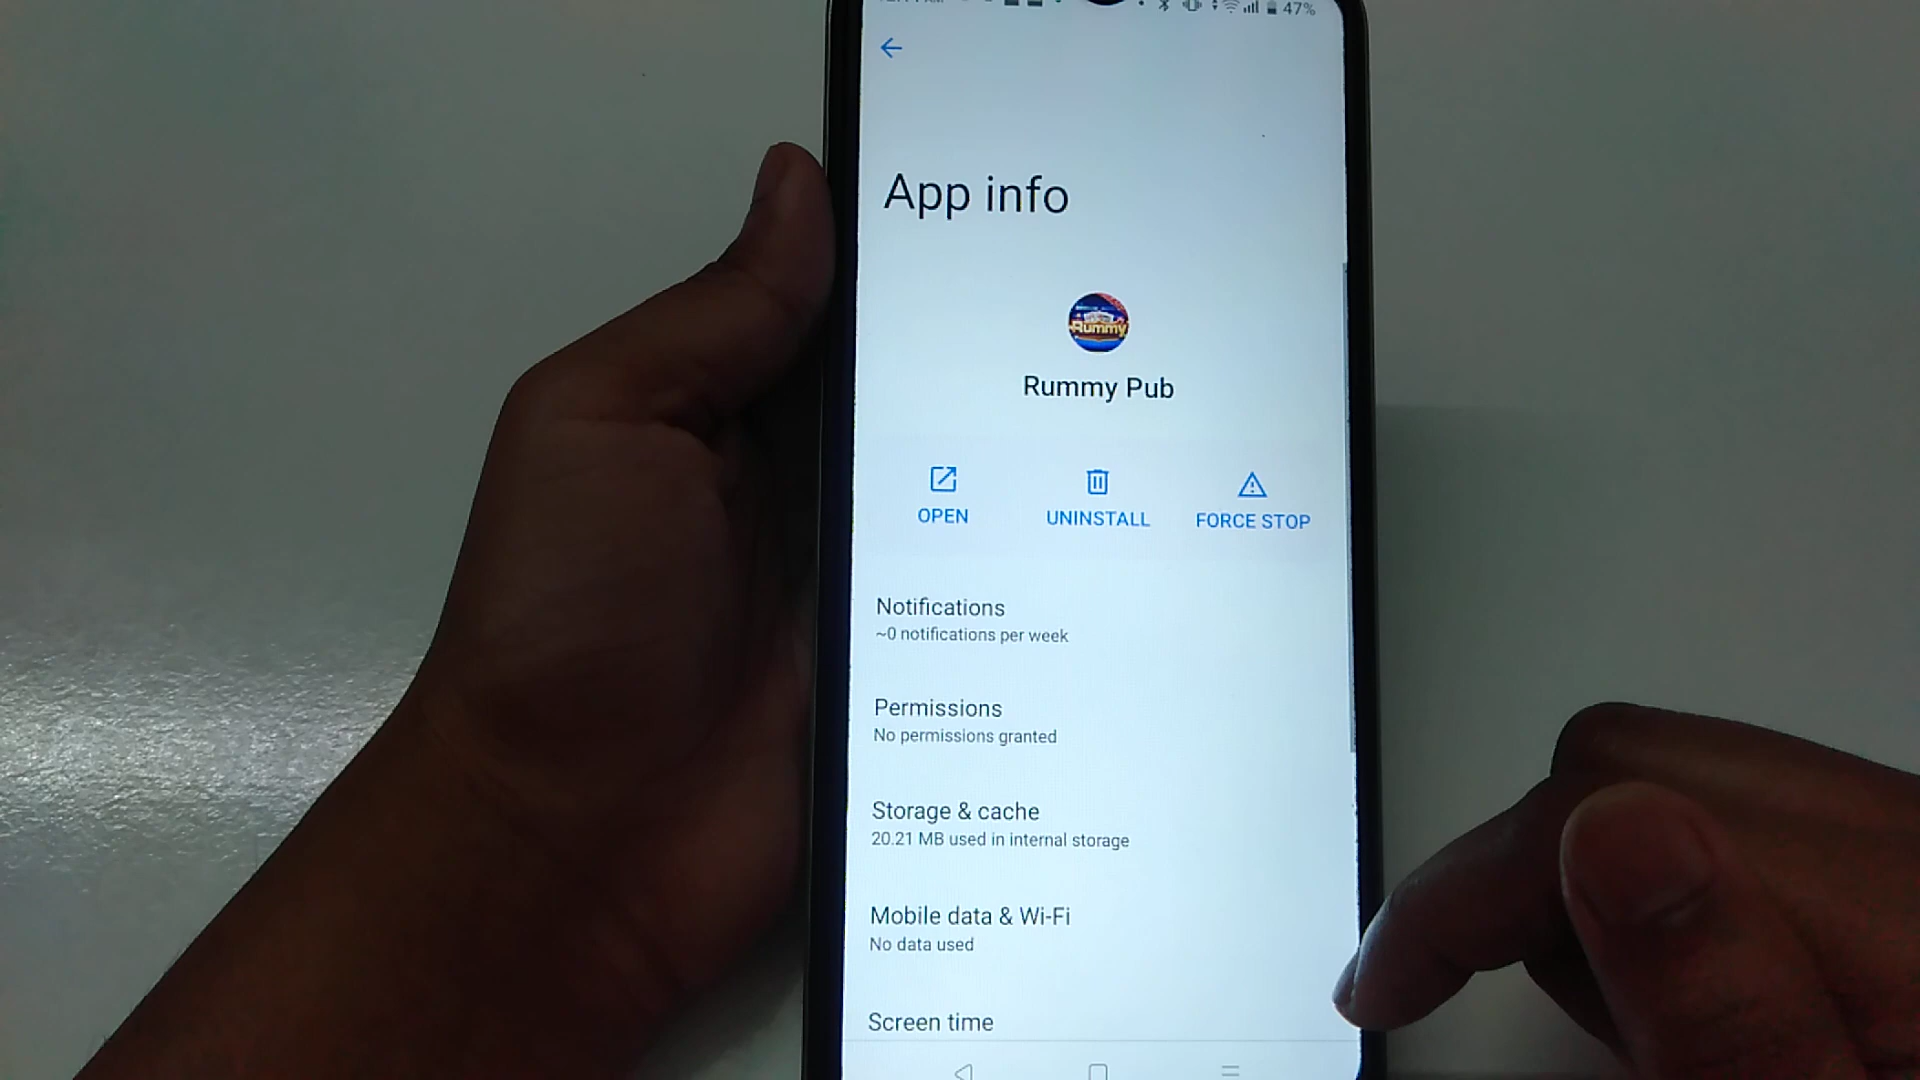 47%
App info
Rummy
Rummy Pub
OPEN
UNINSTALL
FORCE STOP
Notifications
~0 notifications per week
Permissions
No permissions granted
Storage & cache
20.21 MB used in internal storage
Mobile data & Wi-Fi
No data used
Screen time